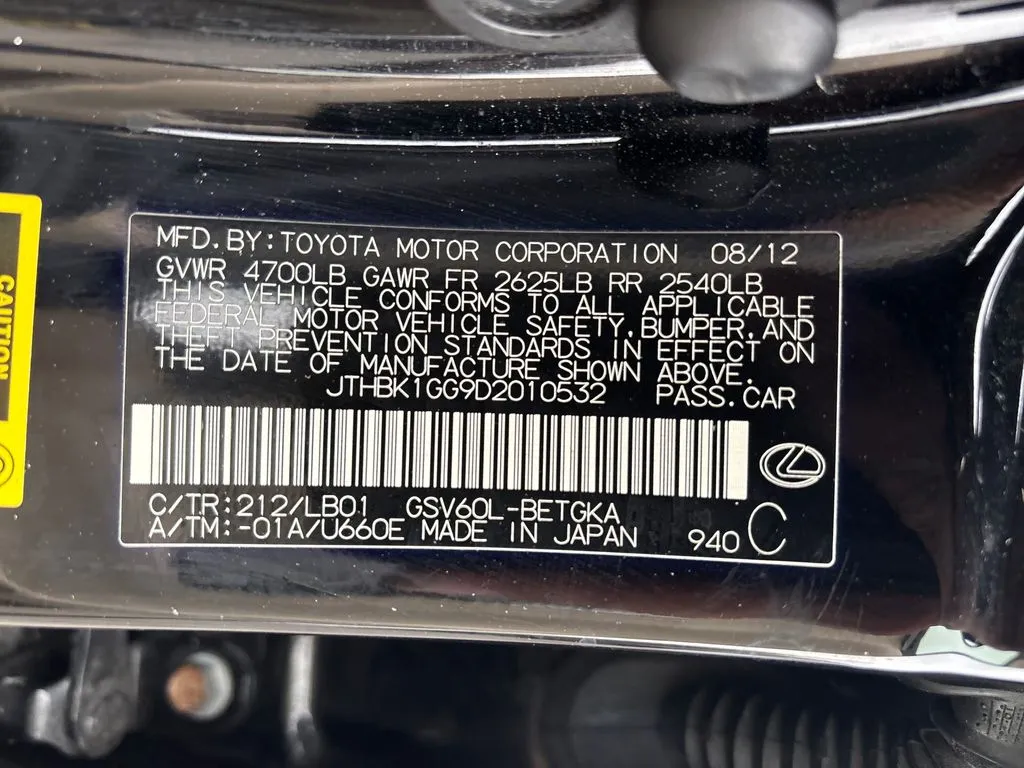 CAUTION
MFD.BY:TOYOTA MOTOR CORPORATION 08/12
GVWR 4700LB GAWR FR 2625LB RR 2540LB
THIS VEHICLE CONFORMS TO ALL APPLICABLE
FEDERAL MOTOR VEHICLE SAFETY,BUMPER,AND
THEFT PREVENTION STANDARDS IN EFFECT ON
THE DATE OF MANUFACTURE SHOWN ABOVE.
JTHBK1GG9D2010532 PASS.CAR
C/TR:212/LB01 GSV60L-BETGKA
A/TM:-01A/U660E MADE IN JAPAN 940 C